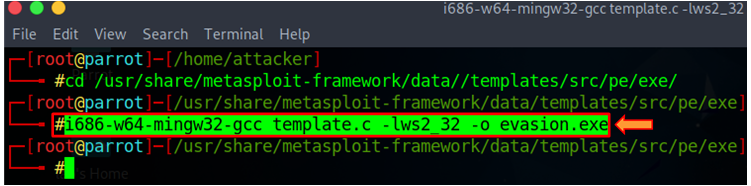 i686-w64-mingw32-gcc template.c -lws2_32
File Edit View Search Terminal Help
[root@parrot]-[/home/attacker]
#cd /usr/share/metasploit-framework/data//templates/src/pe/exe/
[root@parrot]-[/usr/share/metasploit-framework/data/templates/src/pe/exe]
#i686-w64-mingw32-gcc template.c -lws2_32 -o evasion.exe
[root@parrot]-[/usr/share/metasploit-framework/data/templates/src/pe/exe]
#
's Home